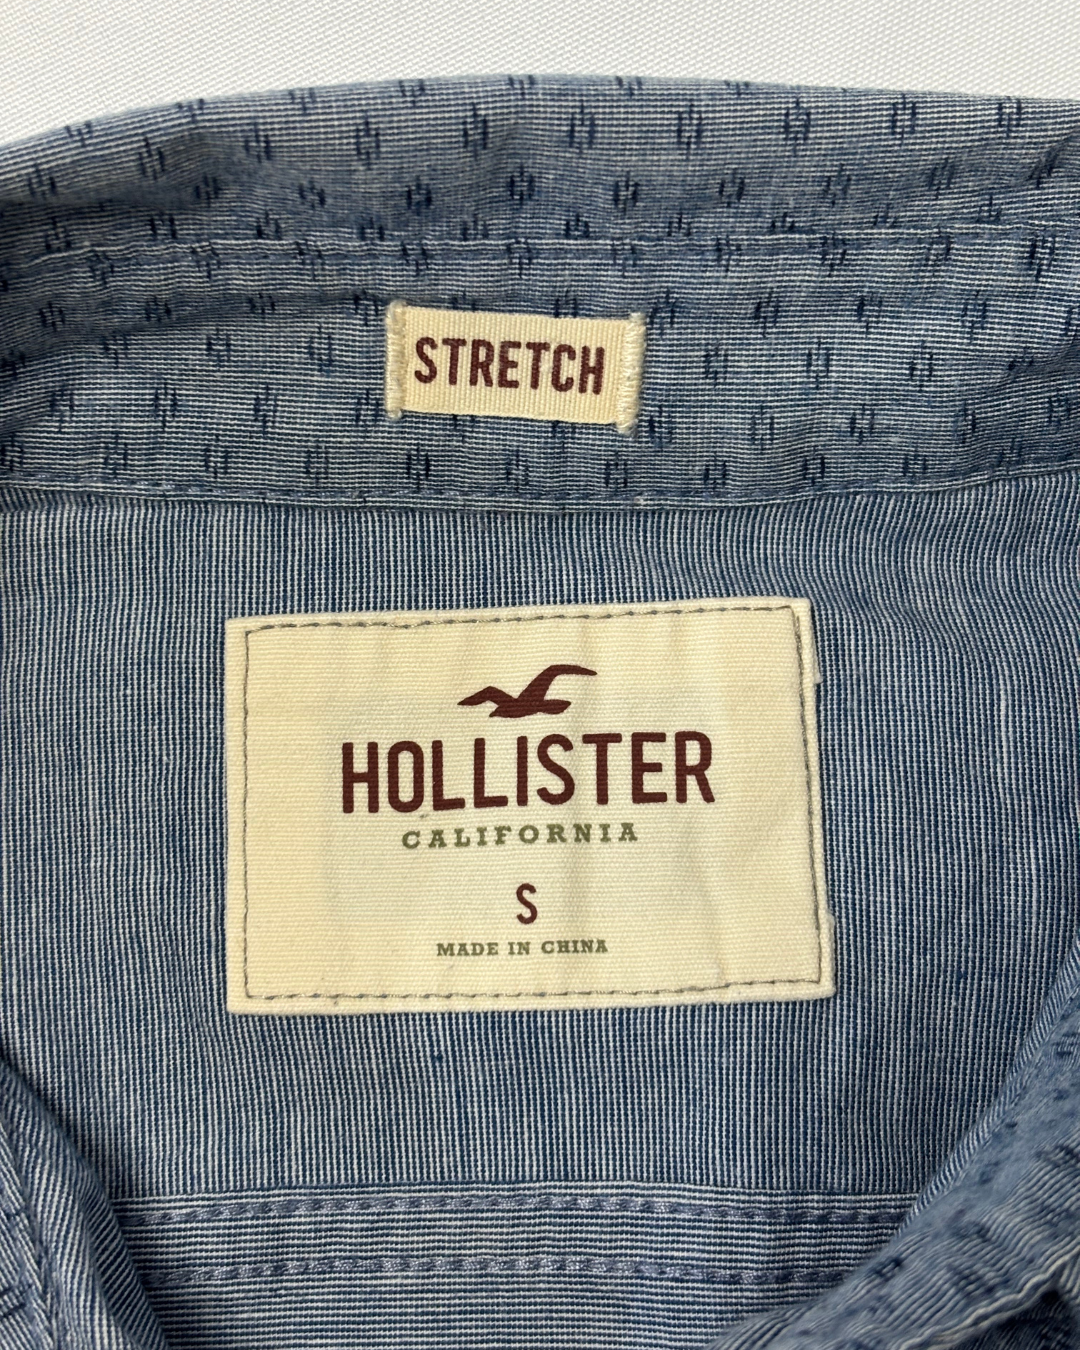 STRETCH
HOLLISTER
CALIFORNIA
S
MADE IN CHINA